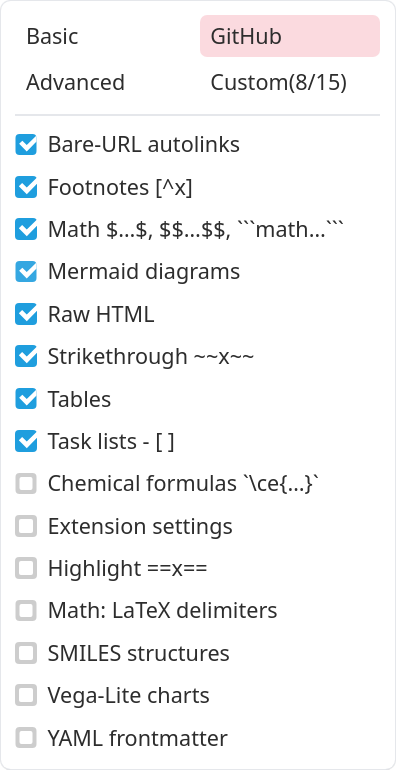 Basic GitHub
Advanced Custom(8/15)
Bare-URL autolinks
Footnotes [^x]
Math $...$, $$...$$, ```math...```
Mermaid diagrams
Raw HTML
Strikethrough ~~x~~
Tables
Task lists - [ ]
Chemical formulas `\ce{...}`
Extension settings
Highlight ==x==
Math: LaTeX delimiters
SMILES structures
Vega-Lite charts
YAML frontmatter